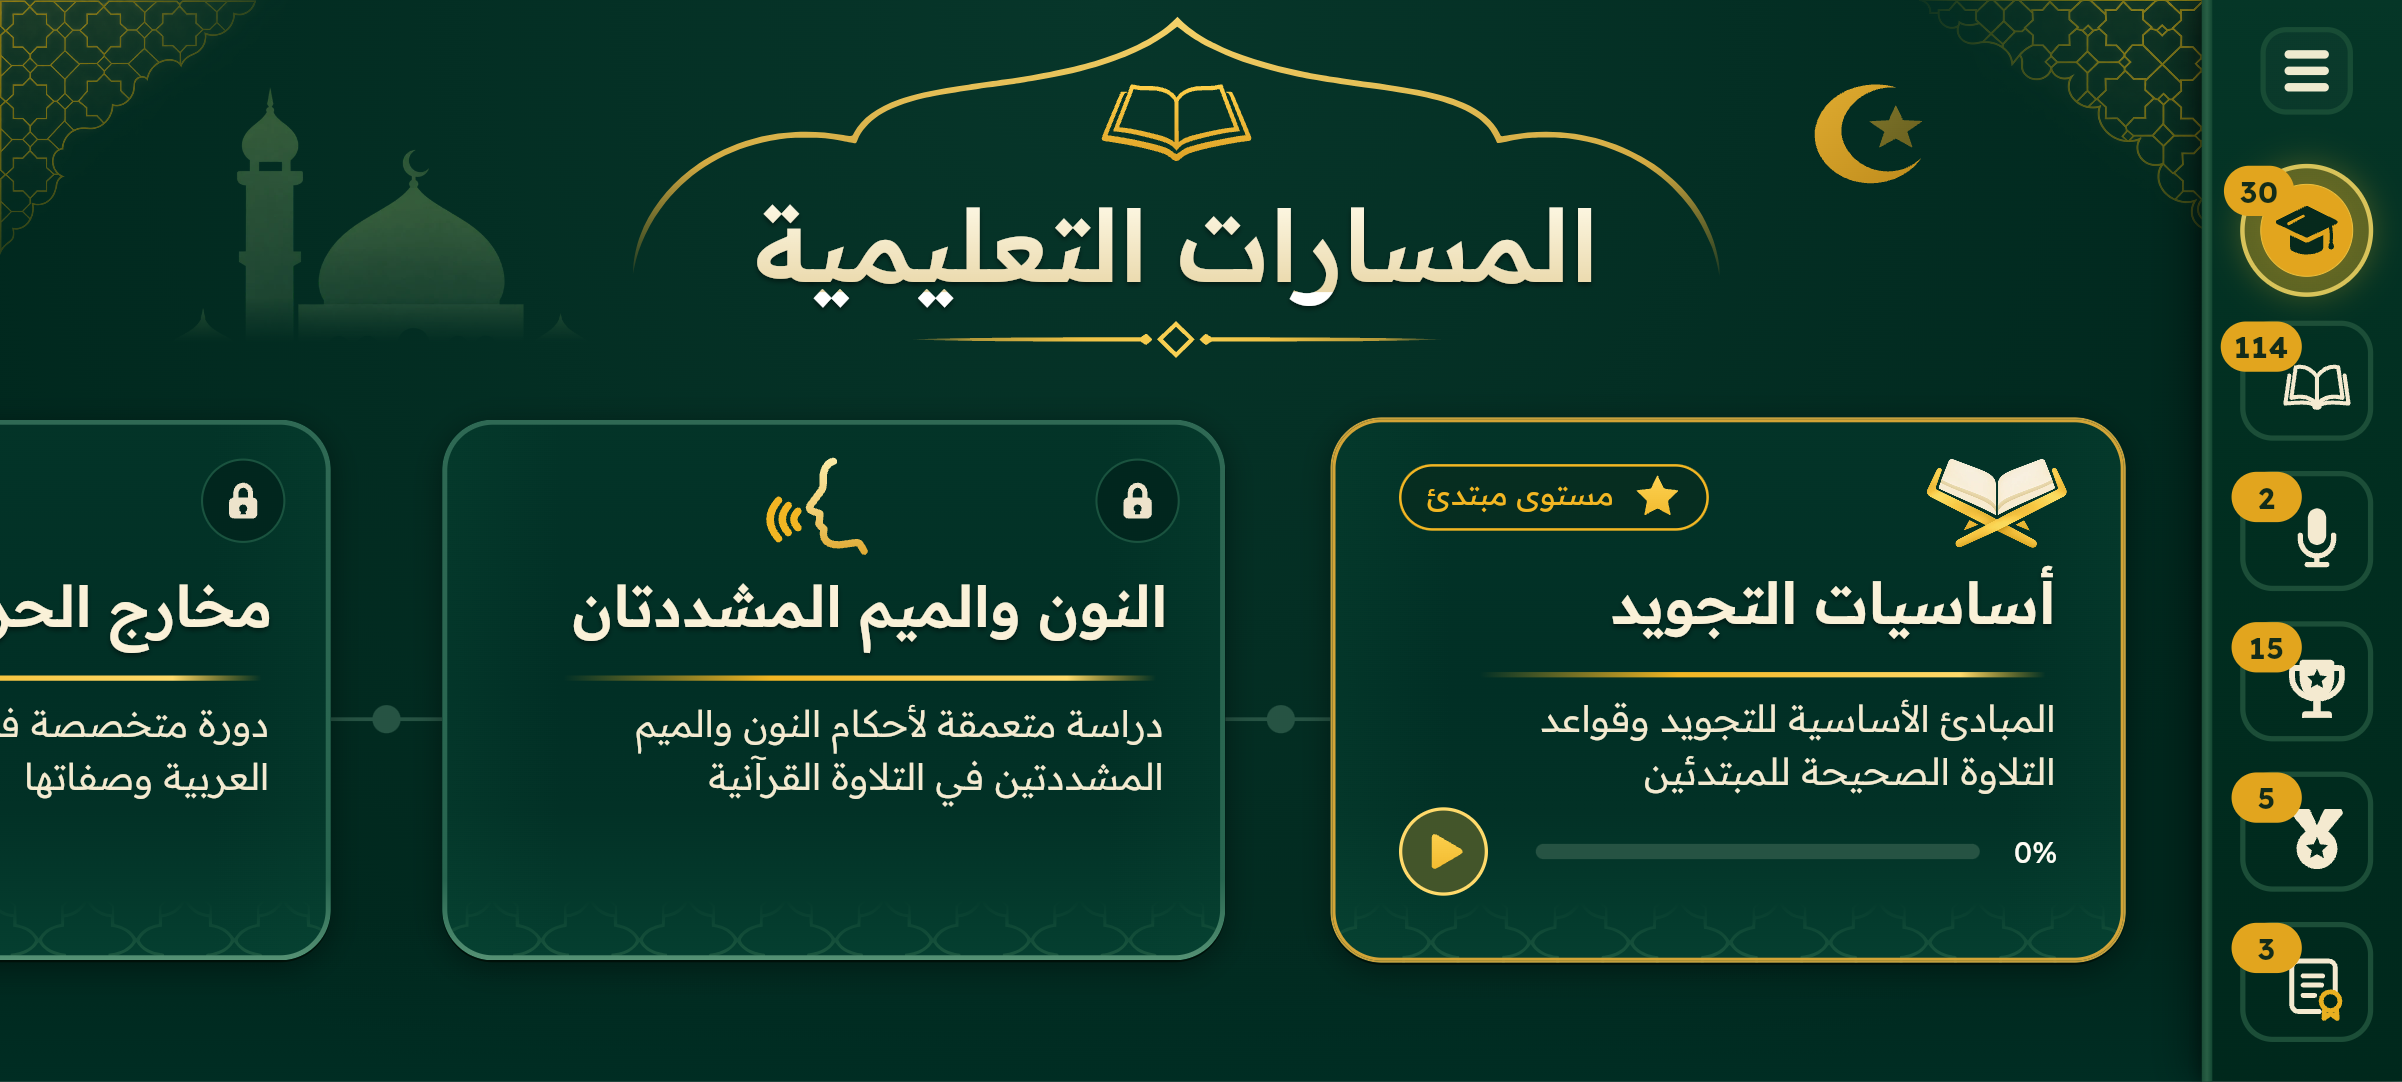 المسارات التعليمية
مستوى مبتدئ
أساسيات التجويد
المبادئ الأساسية للتجويد وقواعد
التلاوة الصحيحة للمبتدئين
0%
النون والميم المشددتان
دراسة متعمقة لأحكام النون والميم
المشددتين في التلاوة القرآنية
مخارج
دورة متخصصة
العربية وصفاتها
30
114
2
15
5
3